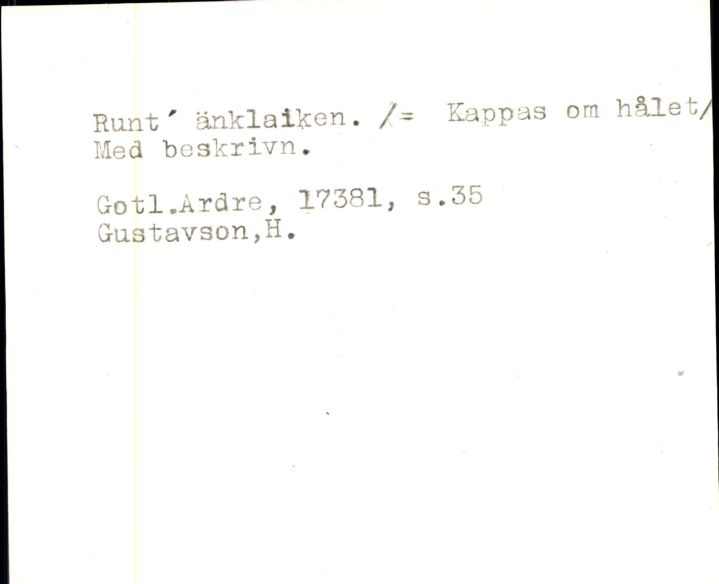 Runt´ änklaiken. /= Kappas om hålet/
Med beskrivn.
Gotl.Ardre, 17381, s.35
Gustavson,H.